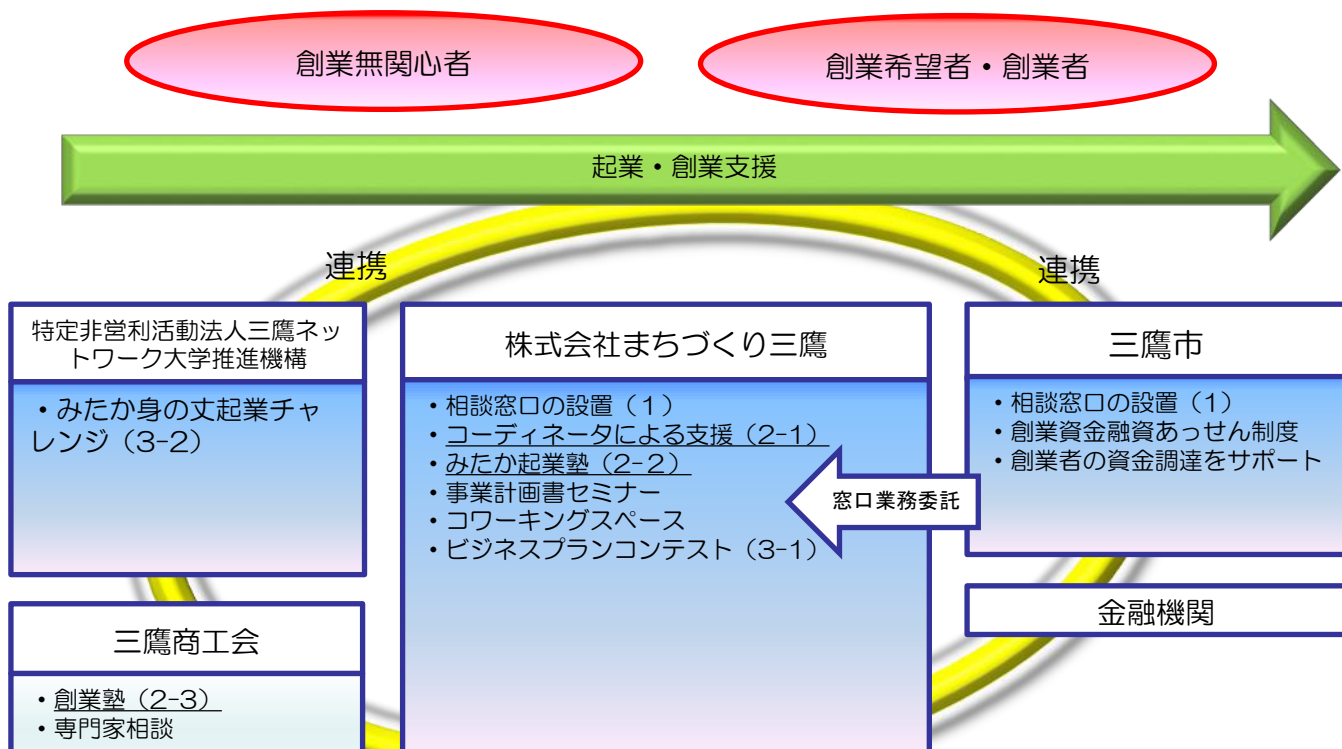 創業無関心者
創業希望者・創業者
起業・創業支援
連携
連携
特定非営利活動法人三鷹ネッ
トワーク大学推進機構
・みたか身の丈起業チャ
レンジ（3-2）
株式会社まちづくり三鷹
・相談窓口の設置（1）
・コーディネータによる支援（2-1）
・みたか起業塾（2-2）
・事業計画書セミナー
・コワーキングスペース
・ビジネスプランコンテスト（3-1）
窓口業務委託
三鷹市
・相談窓口の設置（1）
・創業資金融資あっせん制度
・創業者の資金調達をサポート
金融機関
三鷹商工会
・創業塾（2-3）
・専門家相談